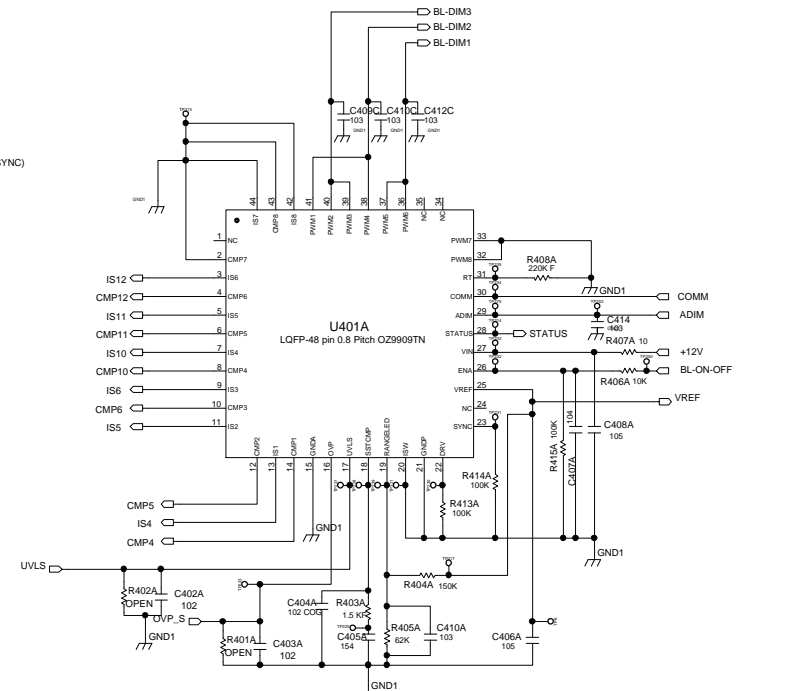 BL-DIM3
BL-DIM2
BL-DIM1
C409C C410C C412C
103 103 103
GND1 GND1 GND1
YNC)
GND1
44 43 42 41 40 39 38 37 36 35 34
IS7 CMP8 IS8 PWM1 PWM2 PWM3 PWM4 PWM5 PWM6 NC NC
1 NC
2 CMP7
IS12 3 IS6
CMP12 4 CMP6
IS11 5 IS5
CMP11 6 CMP5
IS10 7 IS4
CMP10 8 CMP4
IS6 9 IS3
CMP6 10 CMP3
IS5 11 IS2
U401A
LQFP-48 pin 0.8 Pitch OZ9909TN
PWM7 33
PWM8 32
RT 31
R408A
220K F
GND1
COMM 30 COMM
ADIM 29 ADIM
C414
103
STATUS 28 STATUS
R407A 10
VIN 27 +12V
ENA 26 BL-ON-OFF
R406A 10K
VREF 25 VREF
NC 24
SYNC 23
R415A 100K
104
C407A
C408A
105
CMP2 IS1 CMP1 GNDA OVP UVLS SSTCMP RANGELED ISW GNDP DRV
12 13 14 15 16 17 18 19 20 21 22
R414A
100K
R413A
100K
CMP5
IS4
CMP4
GND1
GND1
UVLS
R404A 150K
R402A
OPEN
C402A
102
GND1
OVP_S
R401A
OPEN
C403A
102
C404A
102 COG
R403A
1.5 KF
C405A
154
R405A
62K
C410A
103
C406A
105
GND1